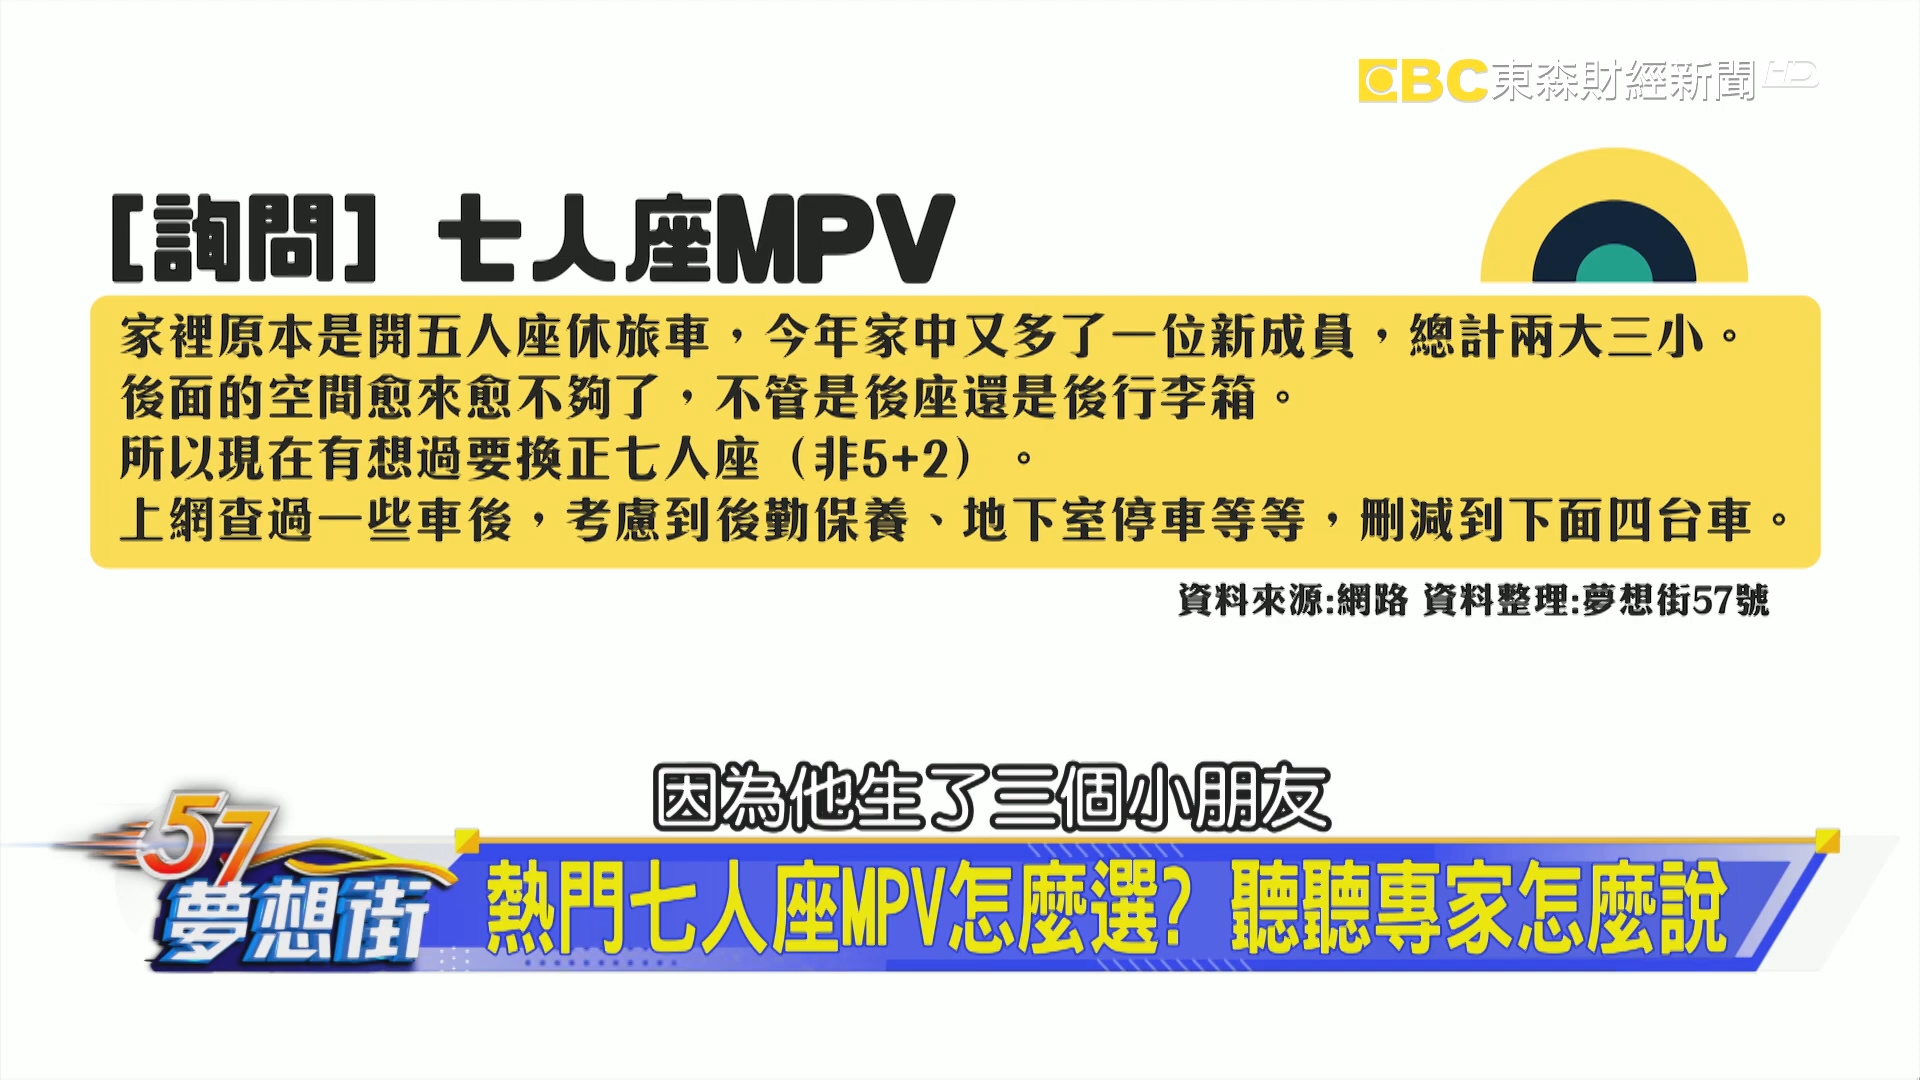 EBC東森財經新聞HD
[詢問] 七人座MPV
家裡原本是開五人座休旅車，今年家中又多了一位新成員，總計兩大三小。
後面的空間愈來愈不夠了，不管是後座還是後行李箱。
所以現在有想過要換正七人座（非5+2）。
上網查過一些車後，考慮到後勤保養、地下室停車等等，刪減到下面四台車。
資料來源:網路 資料整理:夢想街57號
因為他生了三個小朋友
57
夢想街
熱門七人座MPV怎麼選? 聽聽專家怎麼說